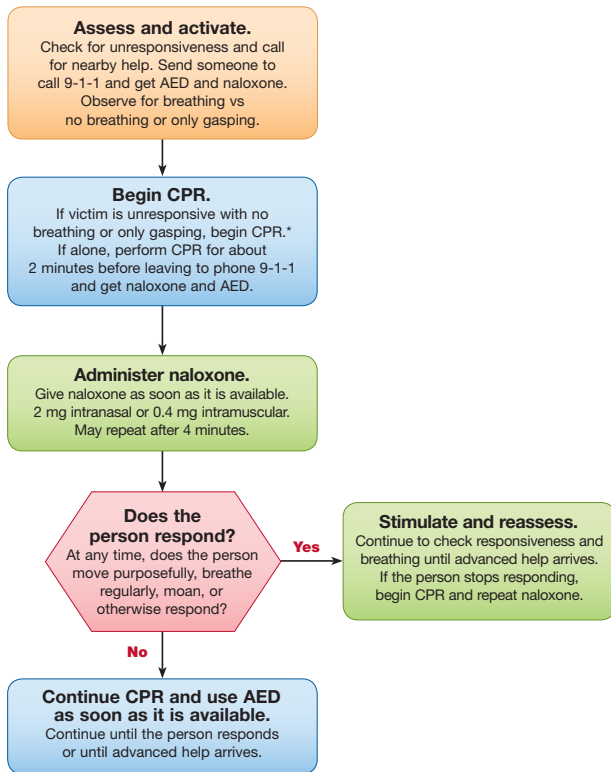 Assess and activate.
Check for unresponsiveness and call
for nearby help. Send someone to
call 9-1-1 and get AED and naloxone.
Observe for breathing vs
no breathing or only gasping.
Begin CPR.
If victim is unresponsive with no
breathing or only gasping, begin CPR.*
If alone, perform CPR for about
2 minutes before leaving to phone 9-1-1
and get naloxone and AED.
Administer naloxone.
Give naloxone as soon as it is available.
2 mg intranasal or 0.4 mg intramuscular.
May repeat after 4 minutes.
Does the
person respond?
At any time, does the person
move purposefully, breathe
regularly, moan, or
otherwise respond?
Yes
Stimulate and reassess.
Continue to check responsiveness and
breathing until advanced help arrives.
If the person stops responding,
begin CPR and repeat naloxone.
No
Continue CPR and use AED
as soon as it is available.
Continue until the person responds
or until advanced help arrives.